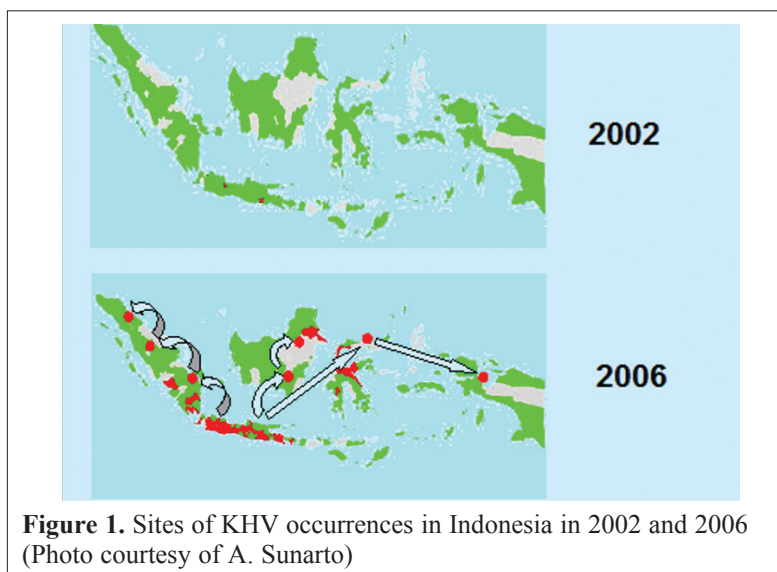 2002
2006
Figure 1. Sites of KHV occurrences in Indonesia in 2002 and 2006
(Photo courtesy of A. Sunarto)